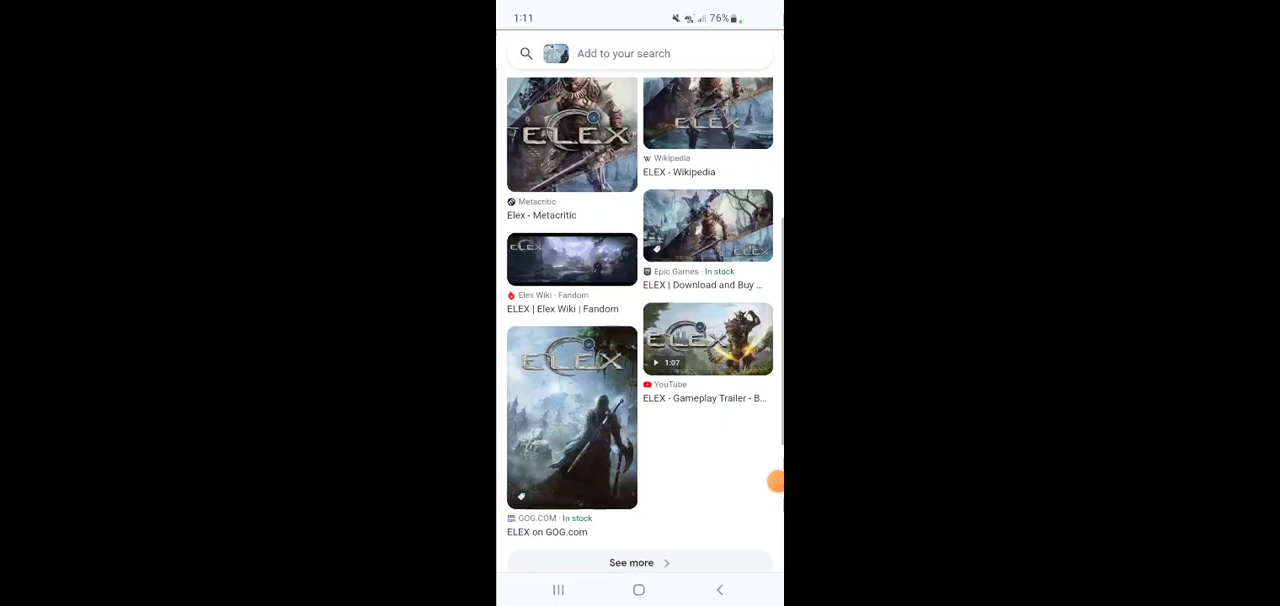 1:11
76%
Add to your search
ELEX
ELEX
Metacritic
Elex - Metacritic
ELEX
Elex Wiki - Fandom
ELEX | Elex Wiki | Fandom
ELEX
GOG.COM · In stock
ELEX on GOG.com
W Wikipedia
ELEX - Wikipedia
ELEX
Epic Games · In stock
ELEX | Download and Buy ...
ELEX
1:07
YouTube
ELEX - Gameplay Trailer - B...
See more